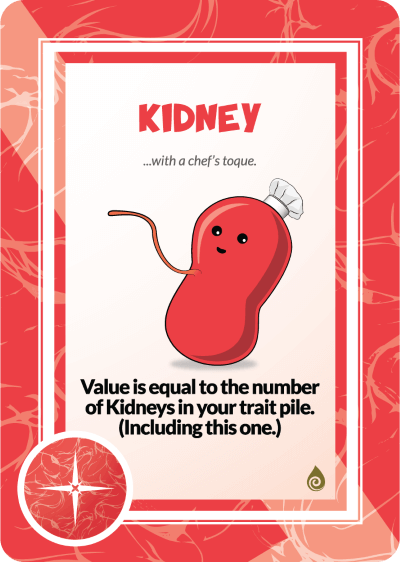 KIDNEY
...with a chef's toque.
Value is equal to the number
of Kidneys in your trait pile.
(Including this one.)